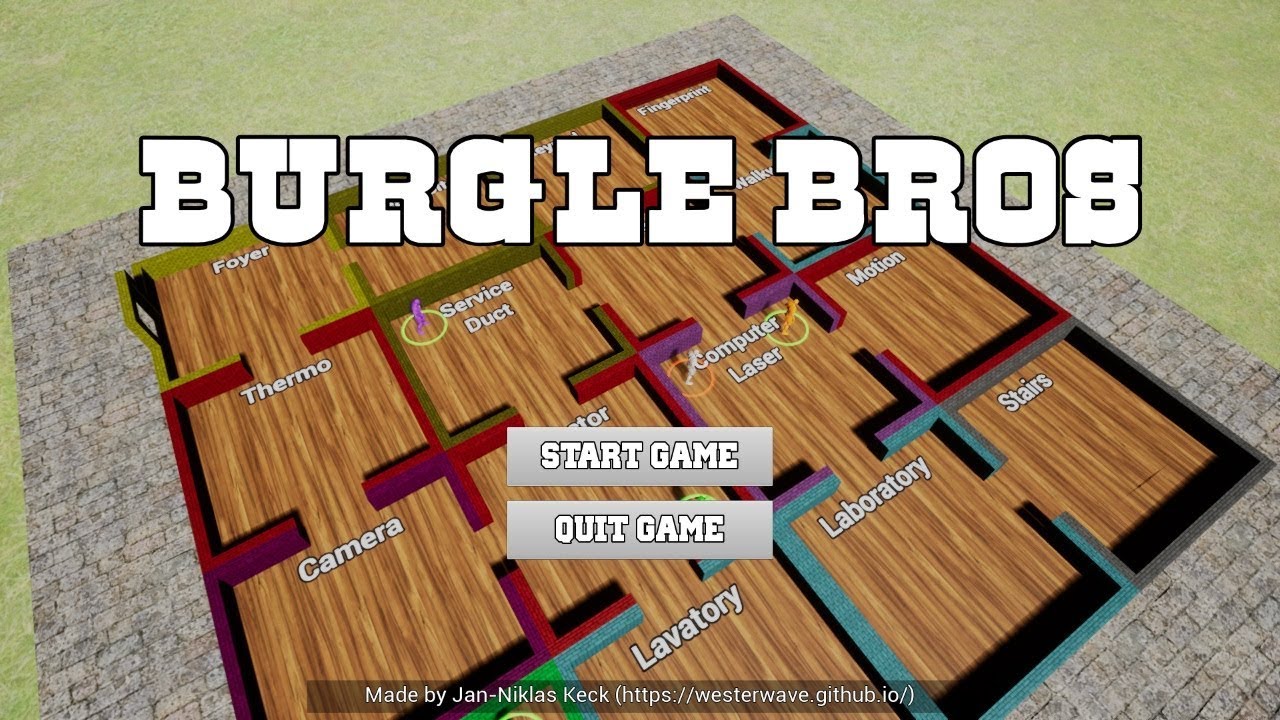 Fingerprint
BURGLE BROS
Foyer
Motion
Service
Duct
Computer
Laser
Thermo
Stairs
START GAME
Laboratory
QUIT GAME
Camera
Lavatory
Made by Jan-Niklas Keck (https://westerwave.github.io/)